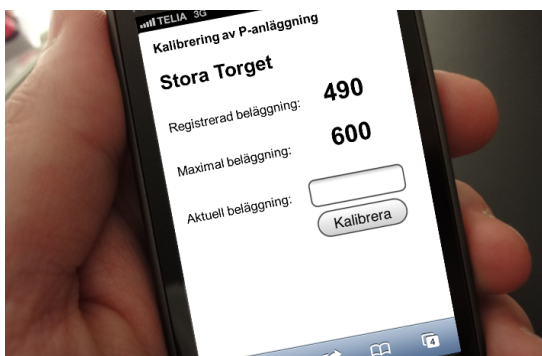 TELIA 3G
Kalibrering av P-anläggning
Stora Torget
Registrerad beläggning: 490
Maximal beläggning: 600
Aktuell beläggning:
Kalibrera
4